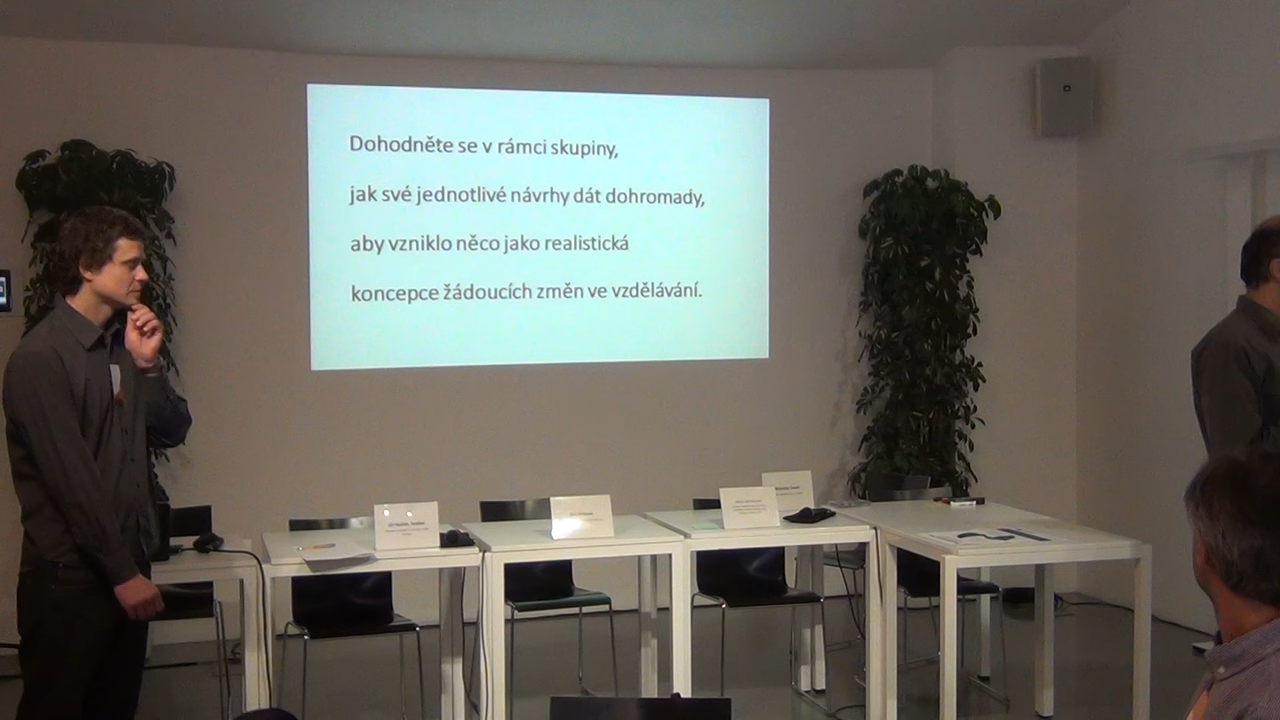 Dohodněte se v rámci skupiny,
jak své jednotlivé návrhy dát dohromady,
aby vzniklo něco jako realistická
koncepce žádoucích změn ve vzdělávání.